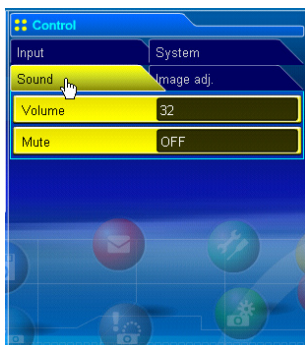 Control
Input System
Sound Image adj.
Volume 32
Mute OFF